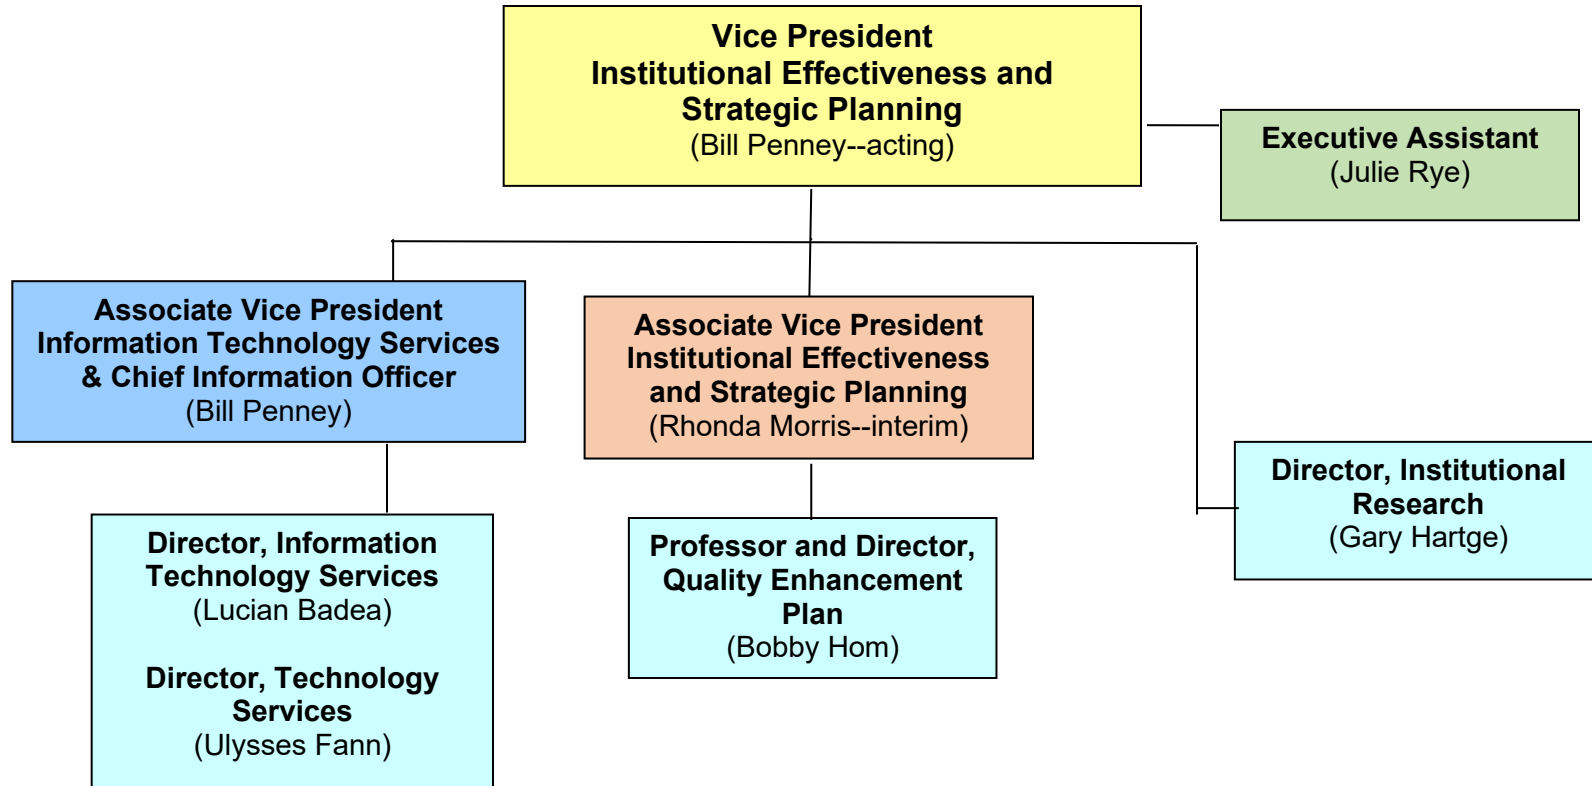 Vice President
Institutional Effectiveness and
Strategic Planning
(Bill Penney--acting)
Executive Assistant
(Julie Rye)
Associate Vice President
Information Technology Services
& Chief Information Officer
(Bill Penney)
Associate Vice President
Institutional Effectiveness
and Strategic Planning
(Rhonda Morris--interim)
Director, Institutional
Research
(Gary Hartge)
Director, Information
Technology Services
(Lucian Badea)
Director, Technology
Services
(Ulysses Fann)
Professor and Director,
Quality Enhancement
Plan
(Bobby Hom)